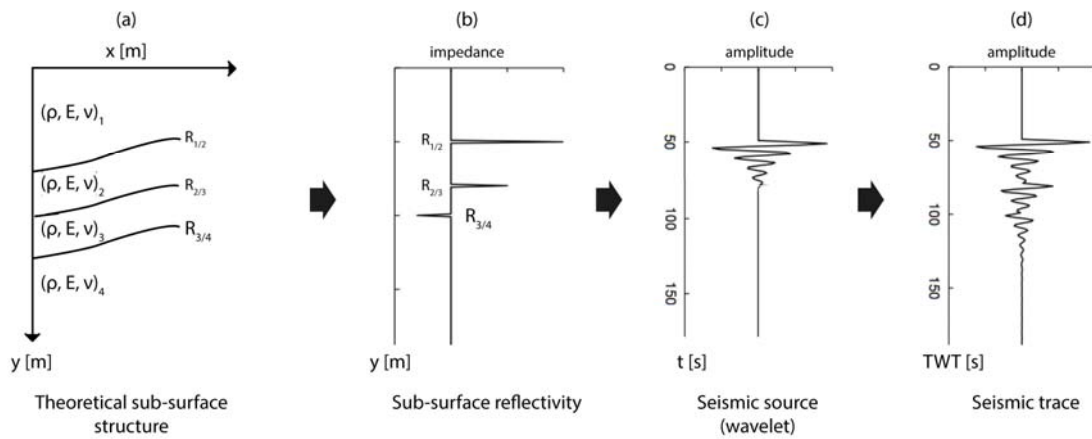 (a)
x [m]
(ρ, E, ν)₁
R₁/₂
(ρ, E, ν)₂
R₂/₃
(ρ, E, ν)₃
R₃/₄
(ρ, E, ν)₄
y [m]
Theoretical sub-surface
structure
(b)
impedance
R₁/₂
R₂/₃
R₃/₄
y [m]
Sub-surface reflectivity
(c)
amplitude
0
50
100
150
t [s]
Seismic source
(wavelet)
(d)
amplitude
0
50
100
150
TWT [s]
Seismic trace